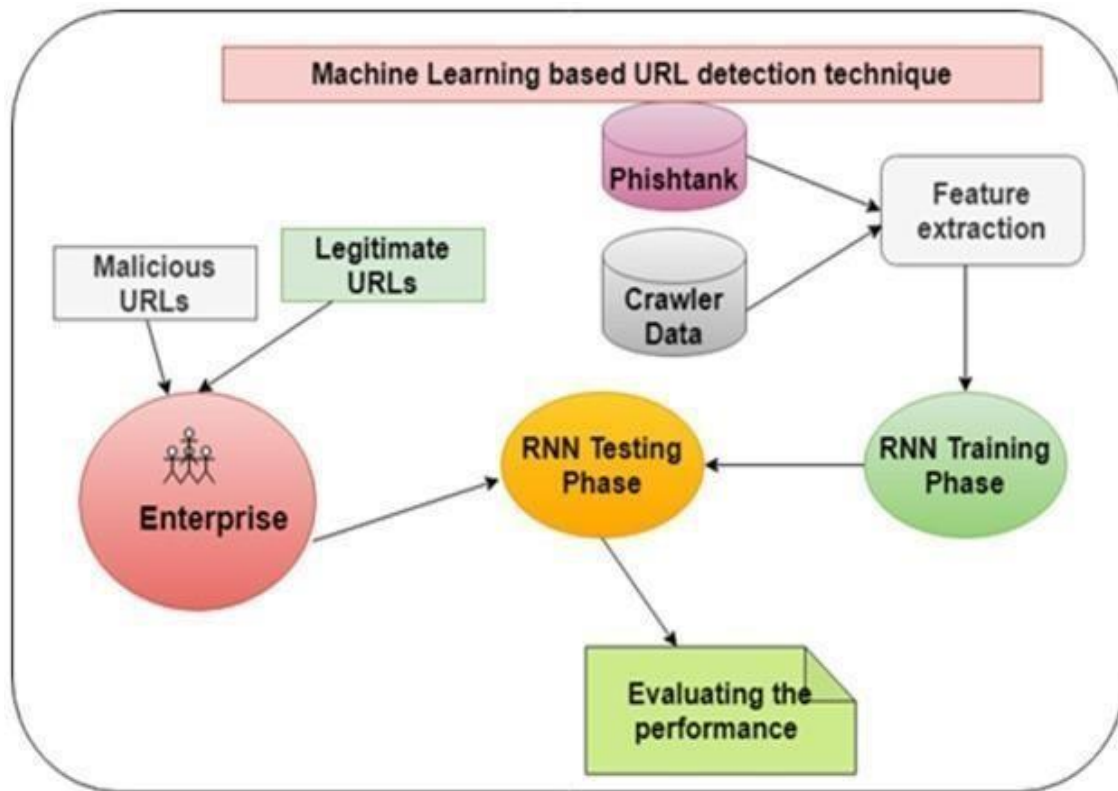 Machine Learning based URL detection technique
Phishtank
Feature
extraction
Legitimate
URLs
Malicious
URLs
Crawler
Data
RNN Testing
Phase
RNN Training
Phase
Enterprise
Evaluating the
performance